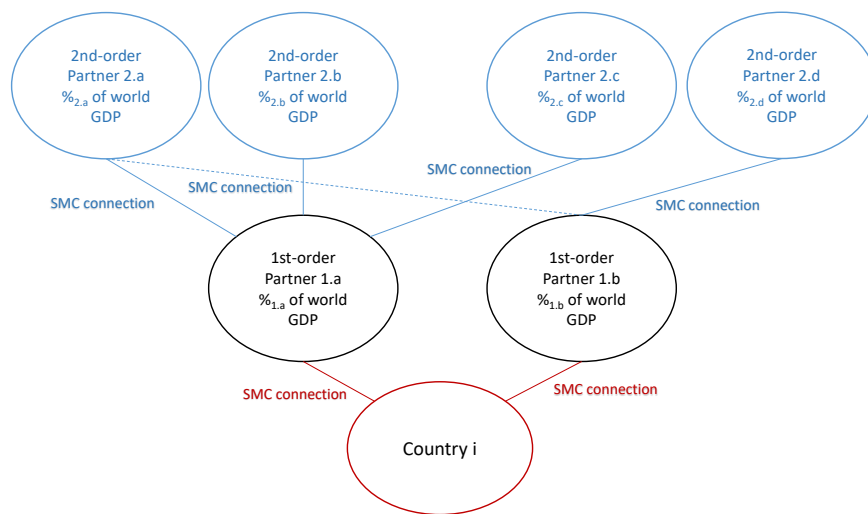 2nd-order
Partner 2.a
%2.a of world
GDP
2nd-order
Partner 2.b
%2.b of world
GDP
2nd-order
Partner 2.c
%2.c of world
GDP
2nd-order
Partner 2.d
%2.d of world
GDP
SMC connection
SMC connection
SMC connection
SMC connection
1st-order
Partner 1.a
%1.a of world
GDP
1st-order
Partner 1.b
%1.b of world
GDP
SMC connection
SMC connection
Country i